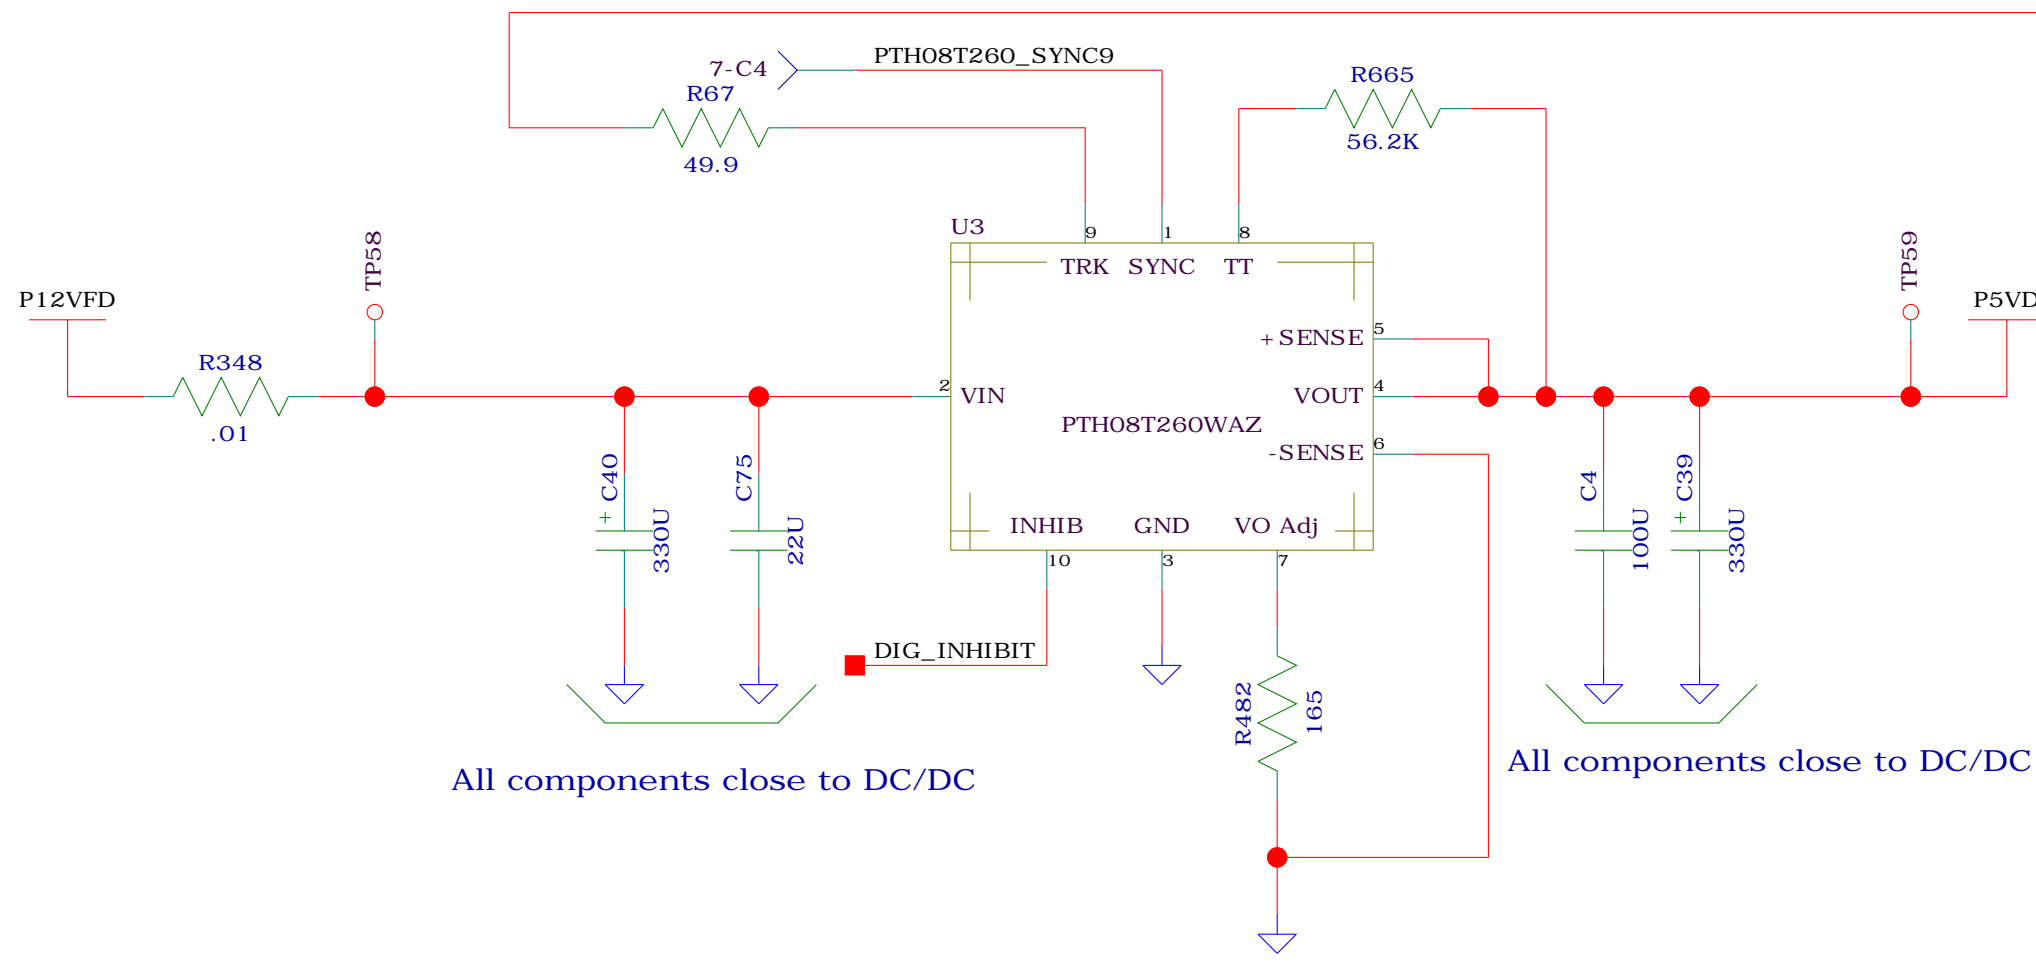 PTH08T260_SYNC9
7-C4
R67
49.9
R665
56.2K
U3
9
1
8
TRK
SYNC
TT
TP58
TP59
P12VFD
P5VD
R348
.01
2
VIN
+SENSE
5
VOUT
4
PTH08T260WAZ
-SENSE
6
+
C40
330U
C75
22U
C4
100U
+
C39
330U
INHIB
GND
VO Adj
10
3
7
DIG_INHIBIT
R482
165
All components close to DC/DC
All components close to DC/DC